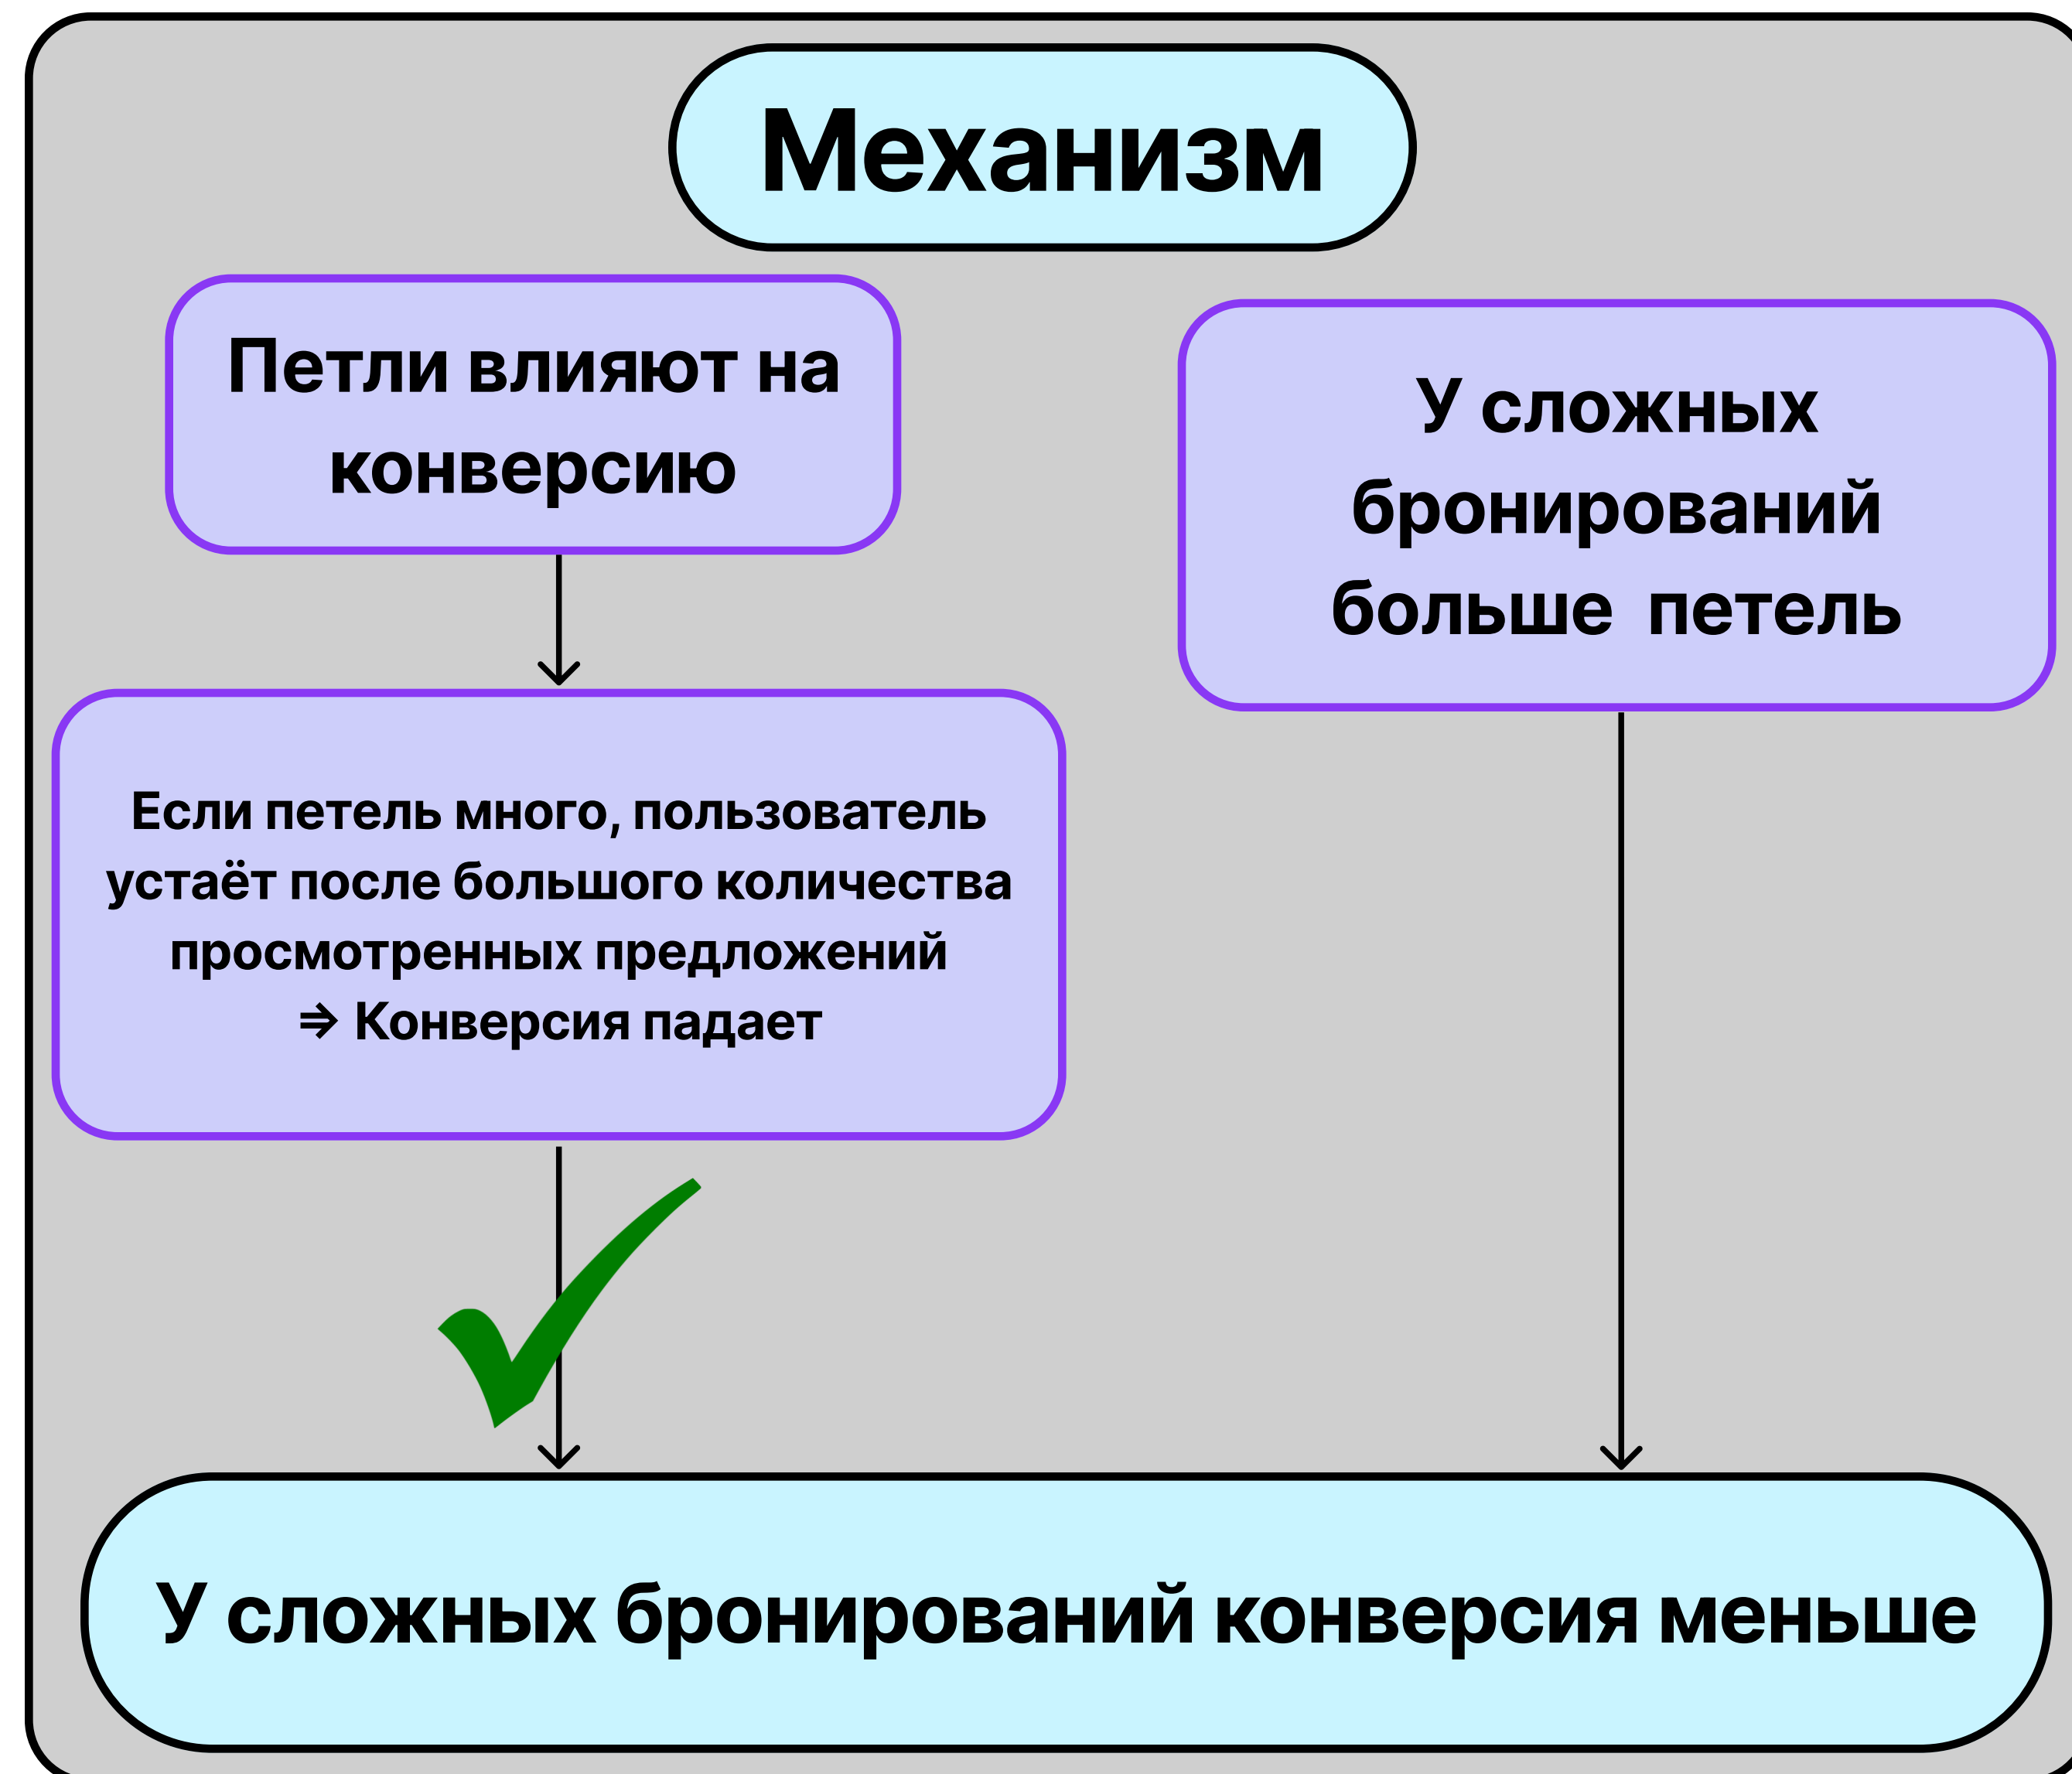 Механизм
Петли влияют на
конверсию
Если петель много, пользователь
устаёт после большого количества
просмотренных предложений
⇒ Конверсия падает
У сложных
бронирований
больше петель
У сложных бронирований конверсия меньше